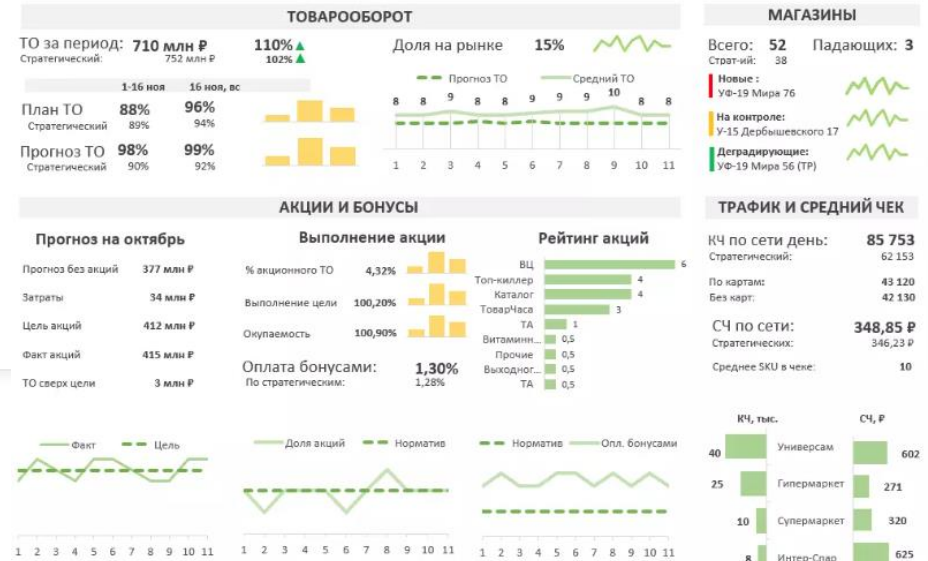 ТОВАРООБОРОТ
ТО за период: 710 млн ₽ 110%
Стратегический: 752 млн ₽ 102%
Доля на рынке 15%
Прогноз ТО Средний ТО
8 8 9 8 8 9 9 9 10 8 8
1 2 3 4 5 6 7 8 9 10 11
1-16 ноя 16 ноя, вс
План ТО 88% 96%
Стратегический 89% 94%
Прогноз ТО 98% 99%
Стратегический 90% 92%
МАГАЗИНЫ
Всего: 52 Падающих: 3
Страт-ий: 38
Новые :
УФ-19 Мира 76
На контроле:
У-15 Дербышевского 17
Деградирующие:
УФ-19 Мира 56 (ТР)
АКЦИИ И БОНУСЫ
Прогноз на октябрь
Прогноз без акций 377 млн ₽
Затраты 34 млн ₽
Цель акций 412 млн ₽
Факт акций 415 млн ₽
ТО сверх цели 3 млн ₽
Выполнение акции
% акционного ТО 4,32%
Выполнение цели 100,20%
Окупаемость 100,90%
Оплата бонусами: 1,30%
По стратегическим: 1,28%
Рейтинг акций
ВЦ 6
Топ-киллер 4
Каталог 4
ТоварЧаса 3
ТА 1
Витаминн... 0,5
Прочие 0,5
Выходног... 0,5
ТА 0,5
Факт Цель
1 2 3 4 5 6 7 8 9 10 11
Доля акций Норматив
1 2 3 4 5 6 7 8 9 10 11
Норматив Опл. бонусами
1 2 3 4 5 6 7 8 9 10 11
ТРАФИК И СРЕДНИЙ ЧЕК
КЧ по сети день: 85 753
Стратегический: 62 153
По картам: 43 120
Без карт: 42 130
СЧ по сети: 348,85 ₽
Стратегических: 346,23 ₽
Среднее SKU в чеке: 10
КЧ, тыс. СЧ, ₽
40 Универсам 602
25 Гипермаркет 271
10 Супермаркет 320
8 Интер-Спар 625